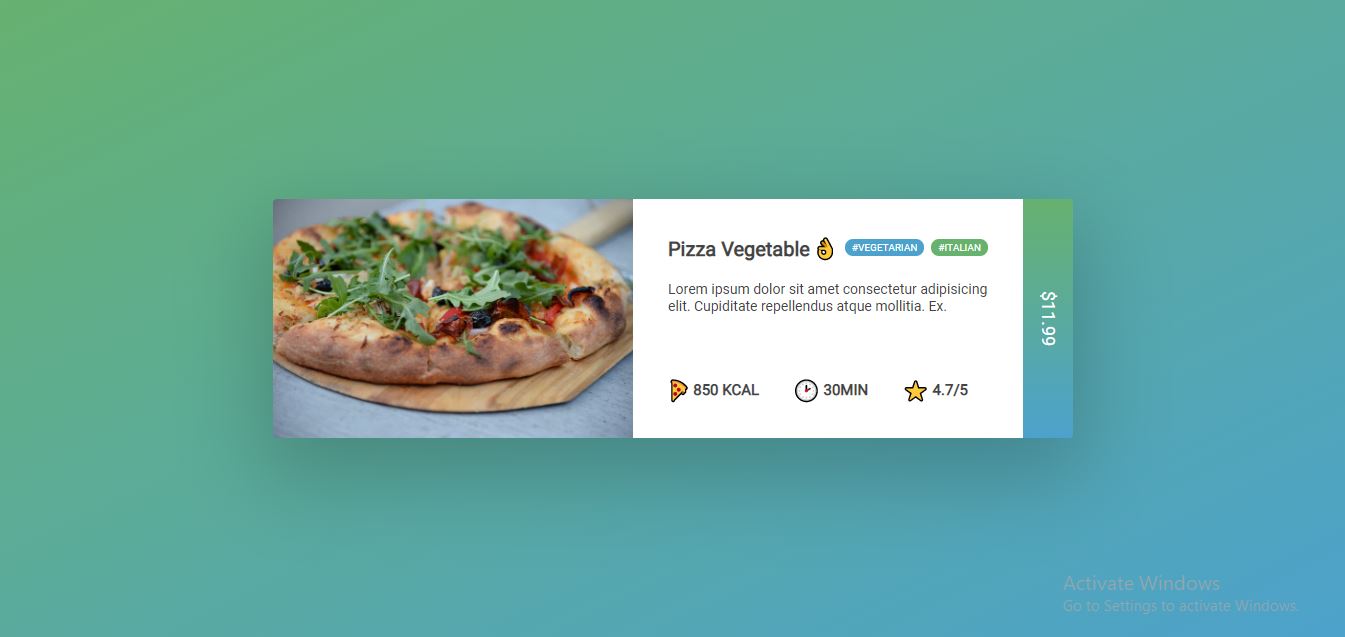 Pizza Vegetable 👌 #VEGETARIAN #ITALIAN
Lorem ipsum dolor sit amet consectetur adipisicing
elit. Cupiditate repellendus atque mollitia. Ex.
850 KCAL 30MIN 4.7/5
$11.99
Activate Windows
Go to Settings to activate Windows.